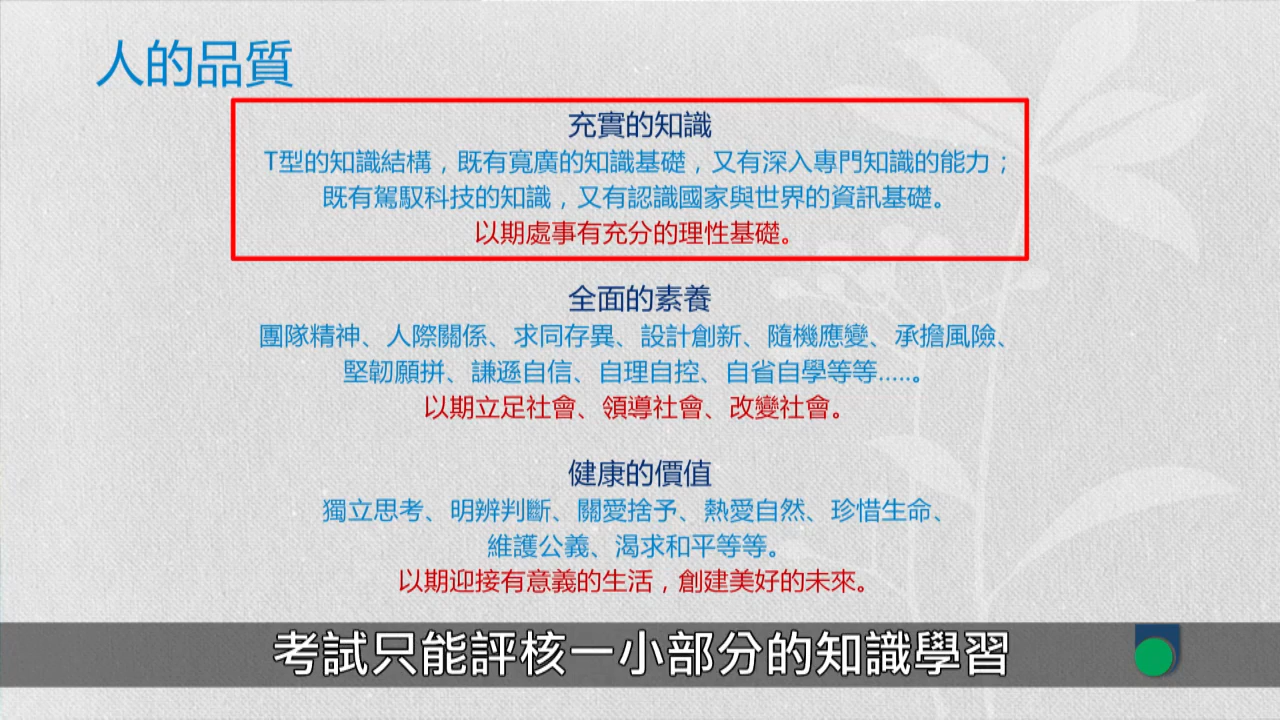 人的品質
充實的知識
T型的知識結構，既有寬廣的知識基礎，又有深入專門知識的能力；
既有駕馭科技的知識，又有認識國家與世界的資訊基礎。
以期處事有充分的理性基礎。
全面的素養
團隊精神、人際關係、求同存異、設計創新、隨機應變、承擔風險、
堅韌願拼、謙遜自信、自理自控、自省自學等等.....。
以期立足社會、領導社會、改變社會。
健康的價值
獨立思考、明辨判斷、關愛捨予、熱愛自然、珍惜生命、
維護公義、渴求和平等等。
以期迎接有意義的生活，創建美好的未來。
考試只能評核一小部分的知識學習